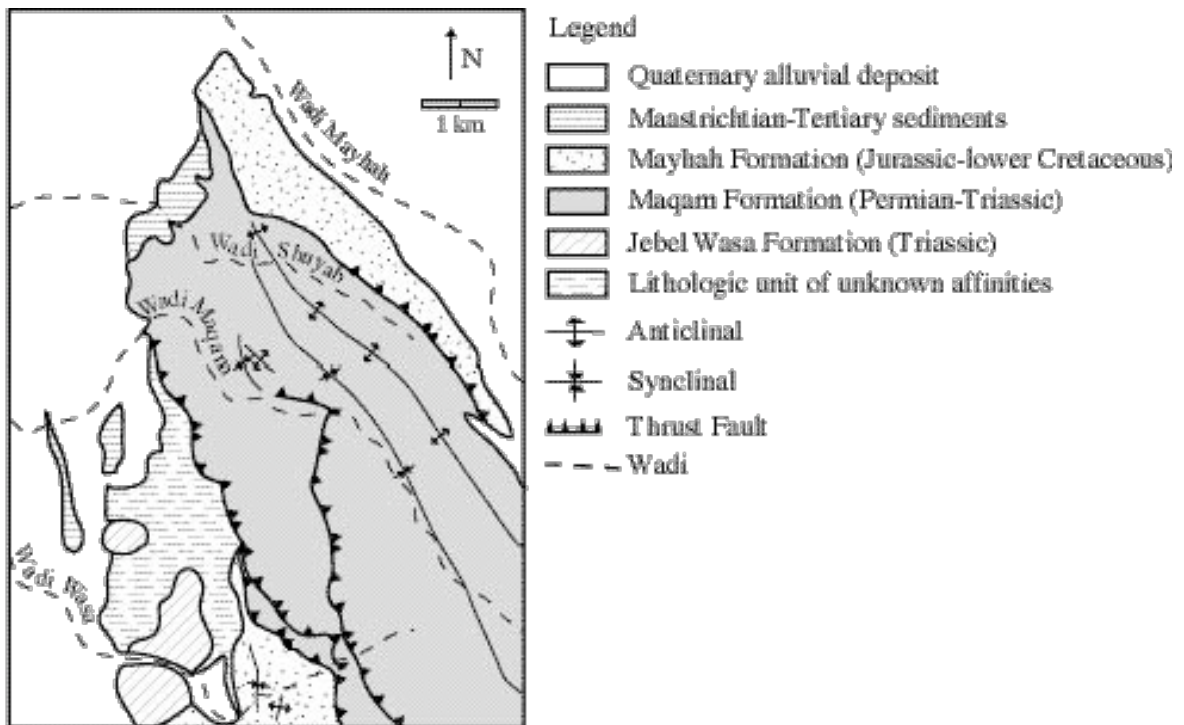 N
1 km
Wadi Mayhah
Wadi Shuyah
Wadi Maqam
Wadi Wasa
Legend
Quaternary alluvial deposit
Maastrichtian-Tertiary sediments
Mayhah Formation (Jurassic-lower Cretaceous)
Maqam Formation (Permian-Triassic)
Jebel Wasa Formation (Triassic)
Lithologic unit of unknown affinities
Anticlinal
Synclinal
Thrust Fault
Wadi